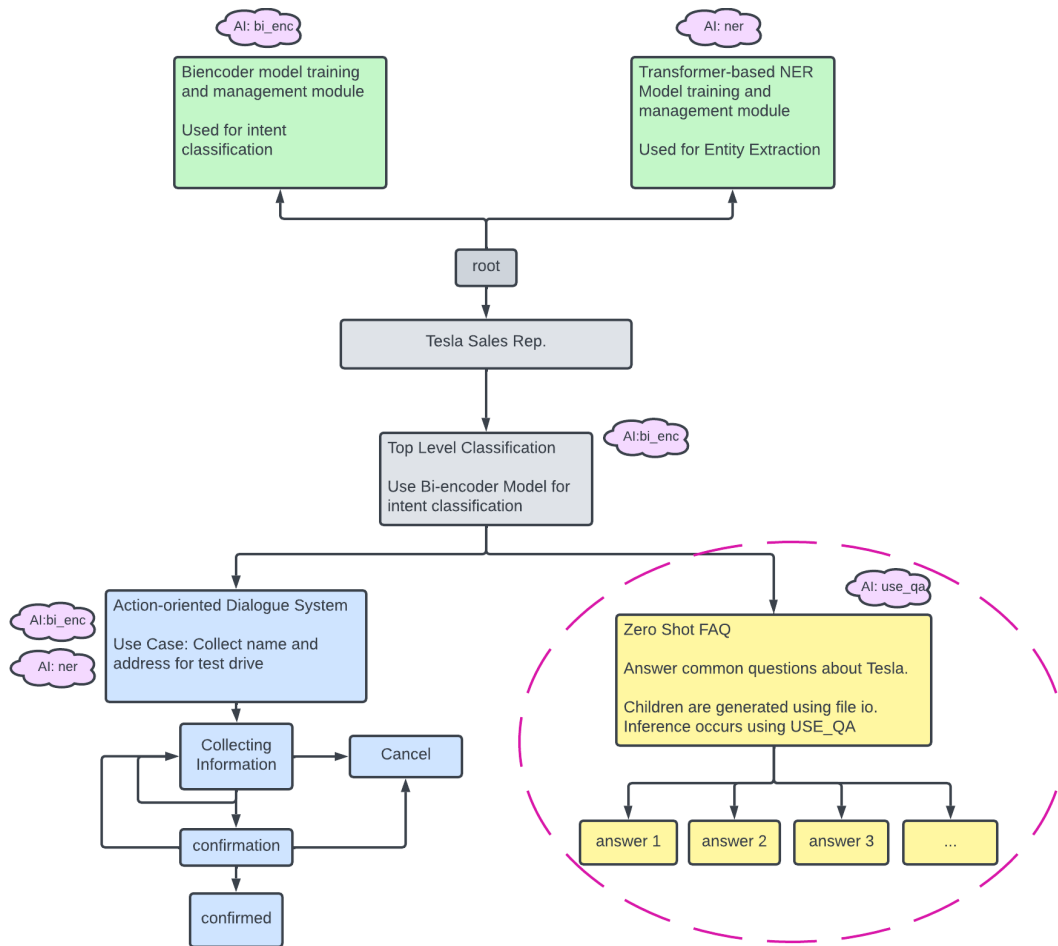 AI: bi_enc
AI: ner
Biencoder model training
and management module
Used for intent
classification
Transformer-based NER
Model training and
management module
Used for Entity Extraction
root
Tesla Sales Rep.
AI:bi_enc
Top Level Classification
Use Bi-encoder Model for
intent classification
AI:bi_enc
AI: ner
Action-oriented Dialogue System
Use Case: Collect name and
address for test drive
AI: use_qa
Zero Shot FAQ
Answer common questions about Tesla.
Children are generated using file io.
Inference occurs using USE_QA
Collecting
Information
Cancel
confirmation
confirmed
answer 1
answer 2
answer 3
...